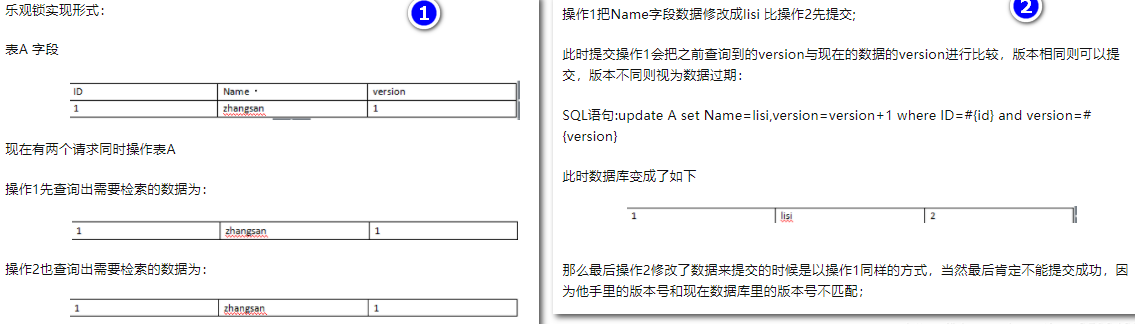 乐观锁实现形式：
1
表A 字段
ID Name version
1 zhangsan 1
现在有两个请求同时操作表A
操作1先查询出需要检索的数据为：
1 zhangsan 1
操作2也查询出需要检索的数据为：
1 zhangsan 1
2
操作1把Name字段数据修改成lisi 比操作2先提交;
此时提交操作1会把之前查询到的version与现在的数据的version进行比较，版本相同则可以提
交，版本不同则视为数据过期：
SQL语句:update A set Name=lisi,version=version+1 where ID=#{id} and version=#
{version}
此时数据库变成了如下
1 lisi 2
那么最后操作2修改了数据来提交的时候是以操作1同样的方式，当然最后肯定不能提交成功，因
为他手里的版本号和现在数据库里的版本号不匹配；